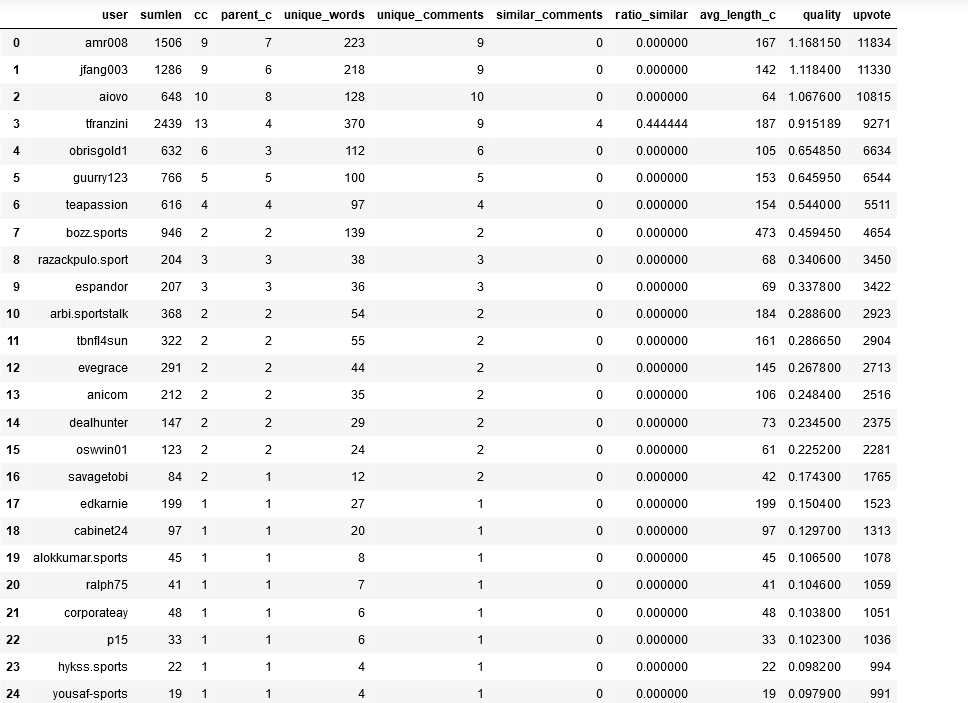 user sumlen cc parent_c unique_words unique_comments similar_comments ratio_similar avg_length_c quality upvote
0 amr008 1506 9 7 223 9 0 0.000000 167 1.168150 11834
1 jfang003 1286 9 6 218 9 0 0.000000 142 1.118400 11330
2 aiovo 648 10 8 128 10 0 0.000000 64 1.067600 10815
3 tfranzini 2439 13 4 370 9 4 0.444444 187 0.915189 9271
4 obrisgold1 632 6 3 112 6 0 0.000000 105 0.654850 6634
5 guurry123 766 5 5 100 5 0 0.000000 153 0.645950 6544
6 teapassion 616 4 4 97 4 0 0.000000 154 0.544000 5511
7 bozz.sports 946 2 2 139 2 0 0.000000 473 0.459450 4654
8 razackpulo.sport 204 3 3 38 3 0 0.000000 68 0.340600 3450
9 espandor 207 3 3 36 3 0 0.000000 69 0.337800 3422
10 arbi.sportstalk 368 2 2 54 2 0 0.000000 184 0.288600 2923
11 tbnfl4sun 322 2 2 55 2 0 0.000000 161 0.286650 2904
12 evegrace 291 2 2 44 2 0 0.000000 145 0.267800 2713
13 anicom 212 2 2 35 2 0 0.000000 106 0.248400 2516
14 dealhunter 147 2 2 29 2 0 0.000000 73 0.234500 2375
15 oswvin01 123 2 2 24 2 0 0.000000 61 0.225200 2281
16 savagetobi 84 2 1 12 2 0 0.000000 42 0.174300 1765
17 edkarnie 199 1 1 27 1 0 0.000000 199 0.150400 1523
18 cabinet24 97 1 1 20 1 0 0.000000 97 0.129700 1313
19 alokkumar.sports 45 1 1 8 1 0 0.000000 45 0.106500 1078
20 ralph75 41 1 1 7 1 0 0.000000 41 0.104600 1059
21 corporateay 48 1 1 6 1 0 0.000000 48 0.103800 1051
22 p15 33 1 1 6 1 0 0.000000 33 0.102300 1036
23 hykss.sports 22 1 1 4 1 0 0.000000 22 0.098200 994
24 yousaf-sports 19 1 1 4 1 0 0.000000 19 0.097900 991